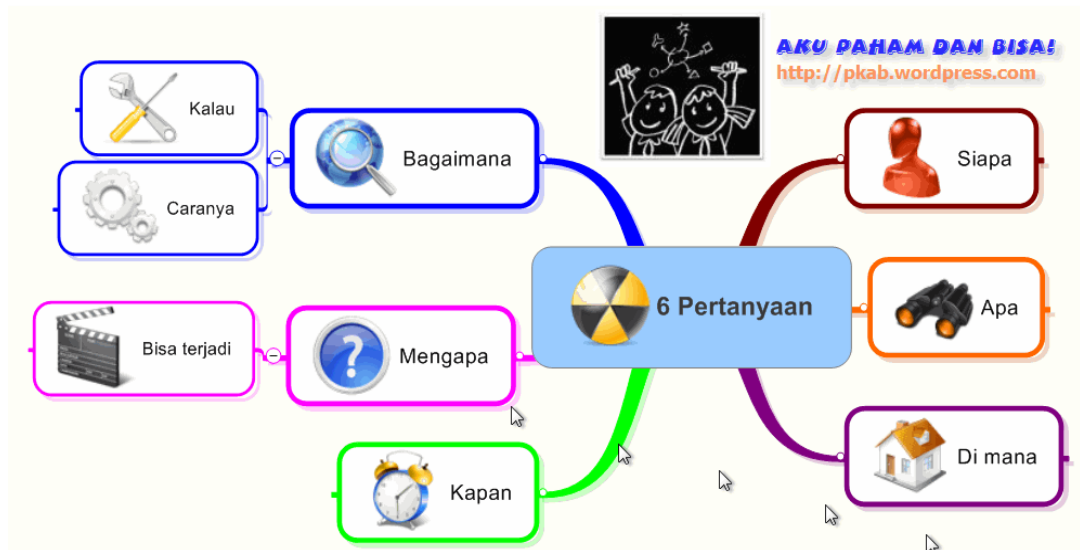 AKU PAHAM DAN BISA!
http://pkab.wordpress.com
Kalau
Caranya
Bagaimana
Siapa
6 Pertanyaan
Apa
Bisa terjadi
Mengapa
Di mana
Kapan